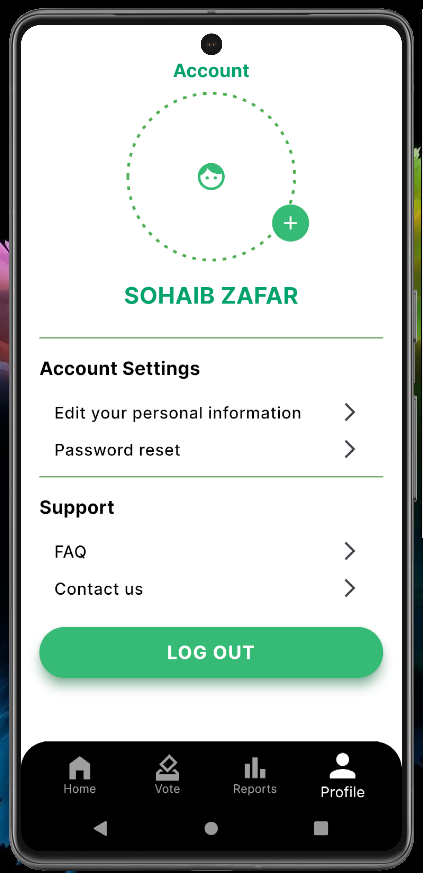 Account
SOHAIB ZAFAR
Account Settings
Edit your personal information
Password reset
Support
FAQ
Contact us
LOG OUT
Home Vote Reports Profile